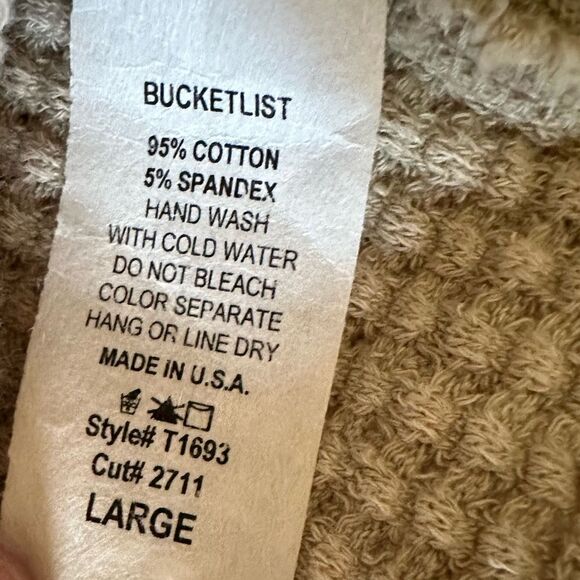 BUCKETLIST
95% COTTON
5% SPANDEX
HAND WASH
WITH COLD WATER
DO NOT BLEACH
COLOR SEPARATE
HANG OR LINE DRY
MADE IN U.S.A.
Style# T1693
Cut# 2711
LARGE